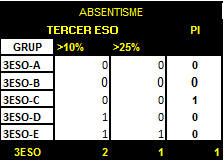 ABSENTISME
TERCER ESO PI
GRUP >10% >25%
3ESO-A 0 0 0
3ESO-B 0 0 0
3ESO-C 0 0 1
3ESO-D 1 0 0
3ESO-E 1 1 0
3ESO 2 1 1